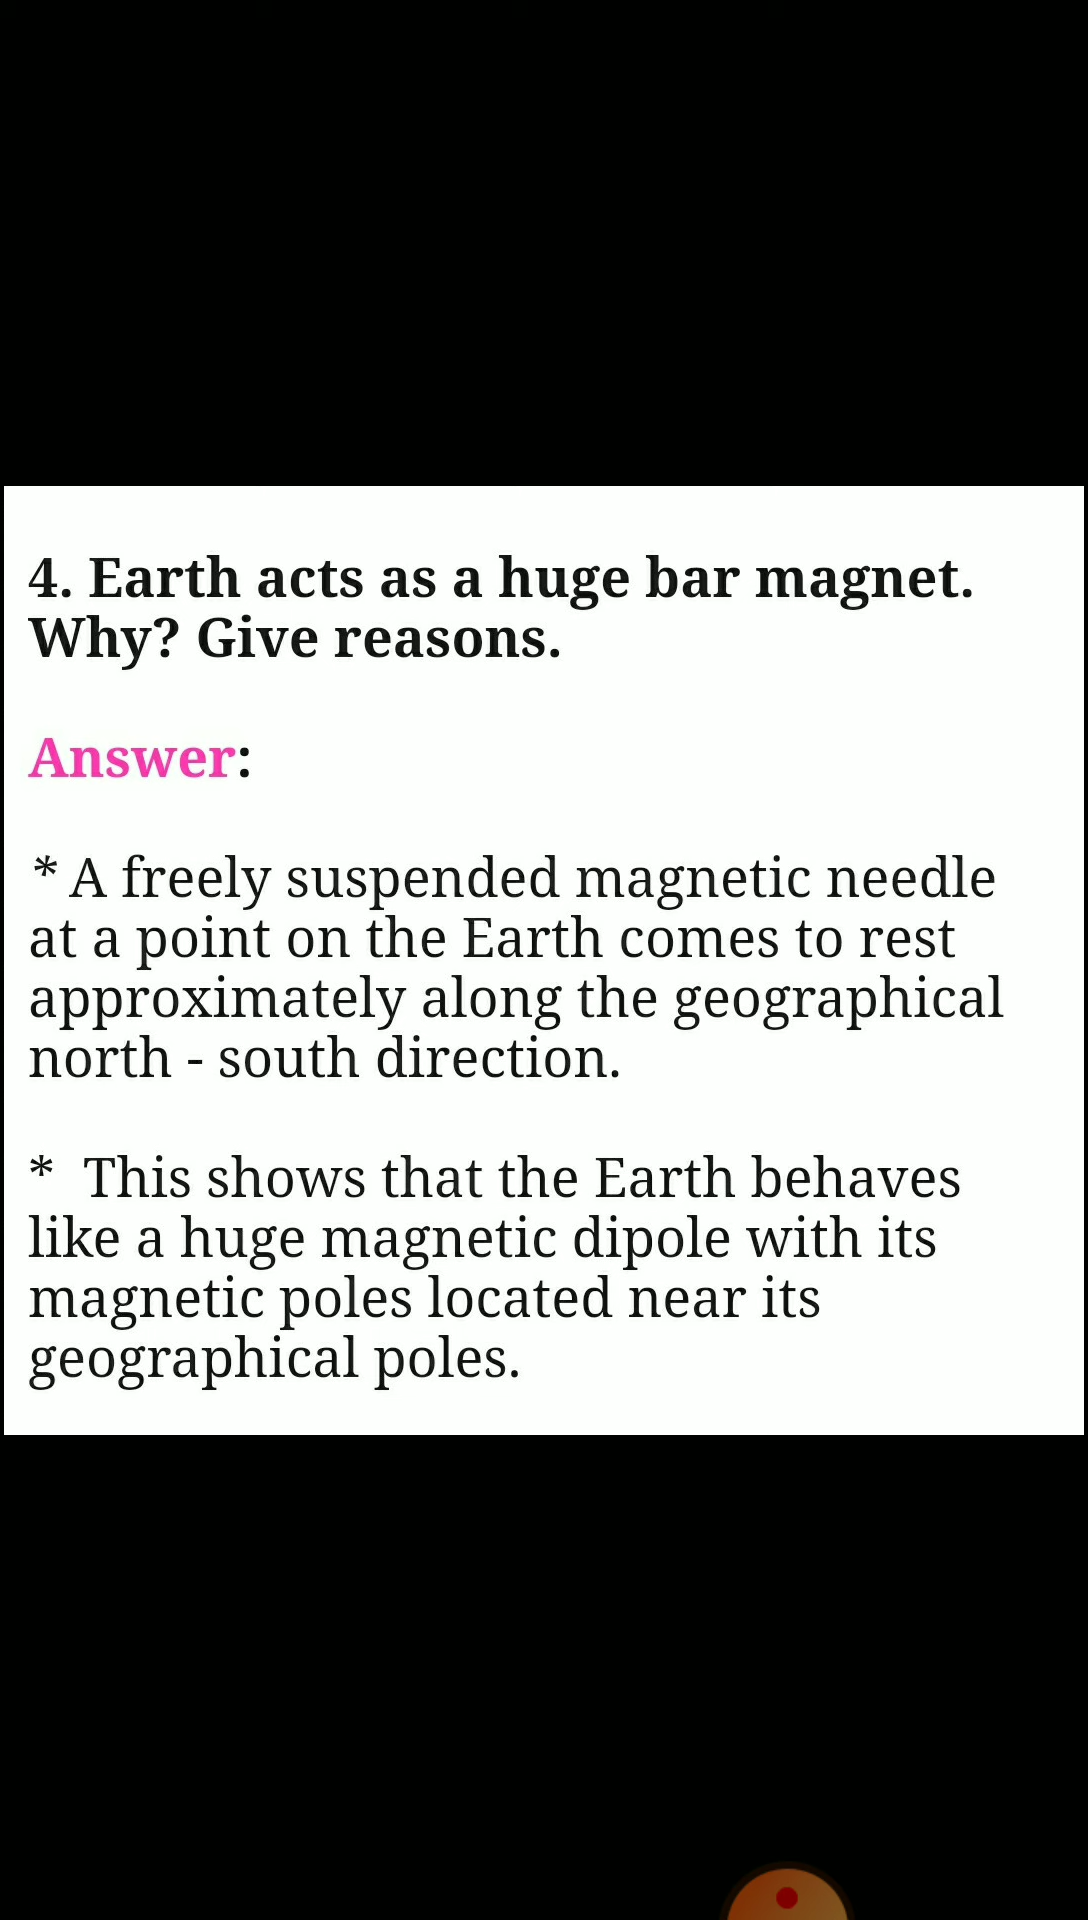 4. Earth acts as a huge bar magnet.
Why? Give reasons.
Answer:
* A freely suspended magnetic needle
at a point on the Earth comes to rest
approximately along the geographical
north - south direction.
*  This shows that the Earth behaves
like a huge magnetic dipole with its
magnetic poles located near its
geographical poles.